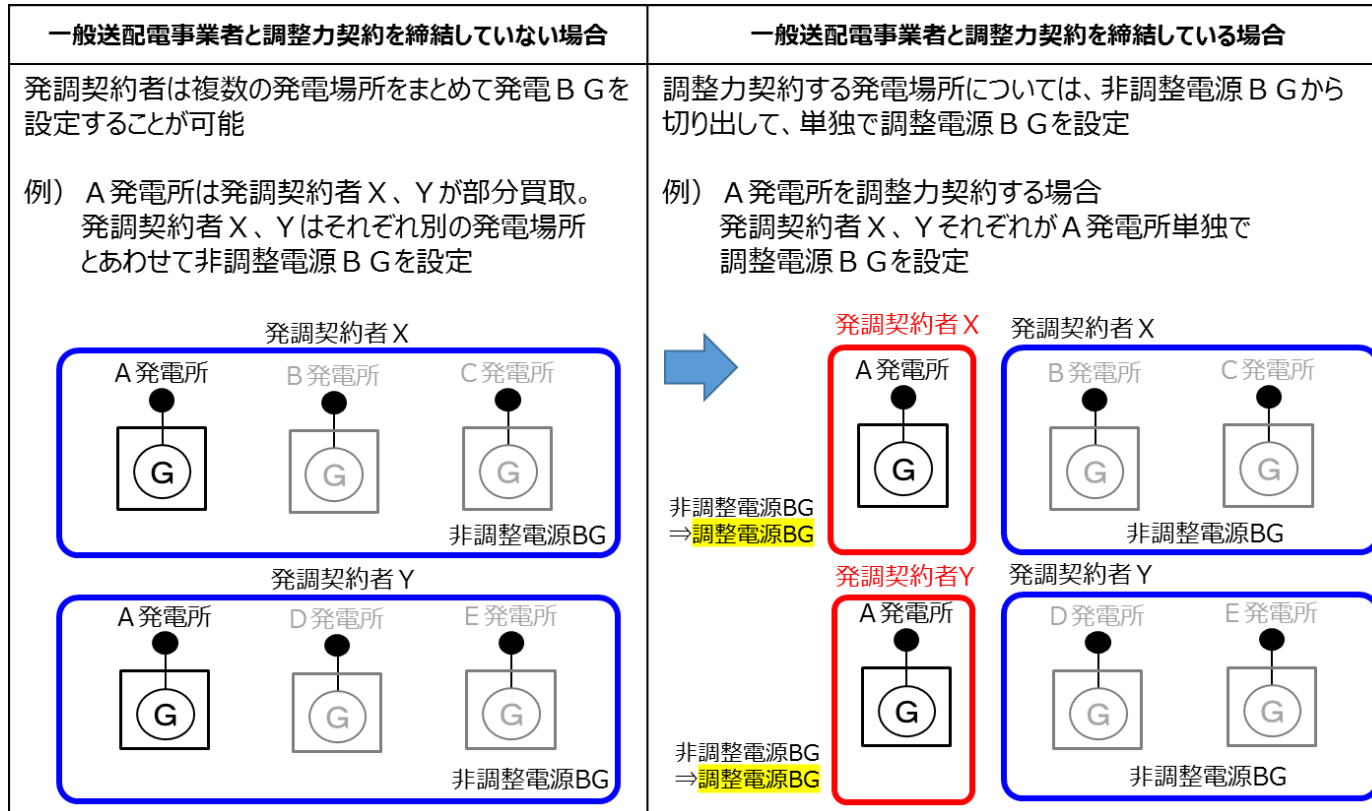 一般送配電事業者と調整力契約を締結していない場合
発調契約者は複数の発電場所をまとめて発電ＢＧを
設定することが可能
例） Ａ発電所は発調契約者Ｘ、Ｙが部分買取。
発調契約者Ｘ、Ｙはそれぞれ別の発電場所
とあわせて非調整電源ＢＧを設定
発調契約者Ｘ
Ａ発電所 Ｂ発電所 Ｃ発電所
G G G
非調整電源BG
発調契約者Ｙ
Ａ発電所 Ｄ発電所 Ｅ発電所
G G G
非調整電源BG
一般送配電事業者と調整力契約を締結している場合
調整力契約する発電場所については、非調整電源ＢＧから
切り出して、単独で調整電源ＢＧを設定
例） Ａ発電所を調整力契約する場合
発調契約者Ｘ、ＹそれぞれがＡ発電所単独で
調整電源ＢＧを設定
発調契約者Ｘ 発調契約者Ｘ
Ａ発電所 Ｂ発電所 Ｃ発電所
G G G
非調整電源BG
⇒調整電源BG
非調整電源BG
発調契約者Y 発調契約者Ｙ
Ａ発電所 Ｄ発電所 Ｅ発電所
G G G
非調整電源BG
⇒調整電源BG
非調整電源BG